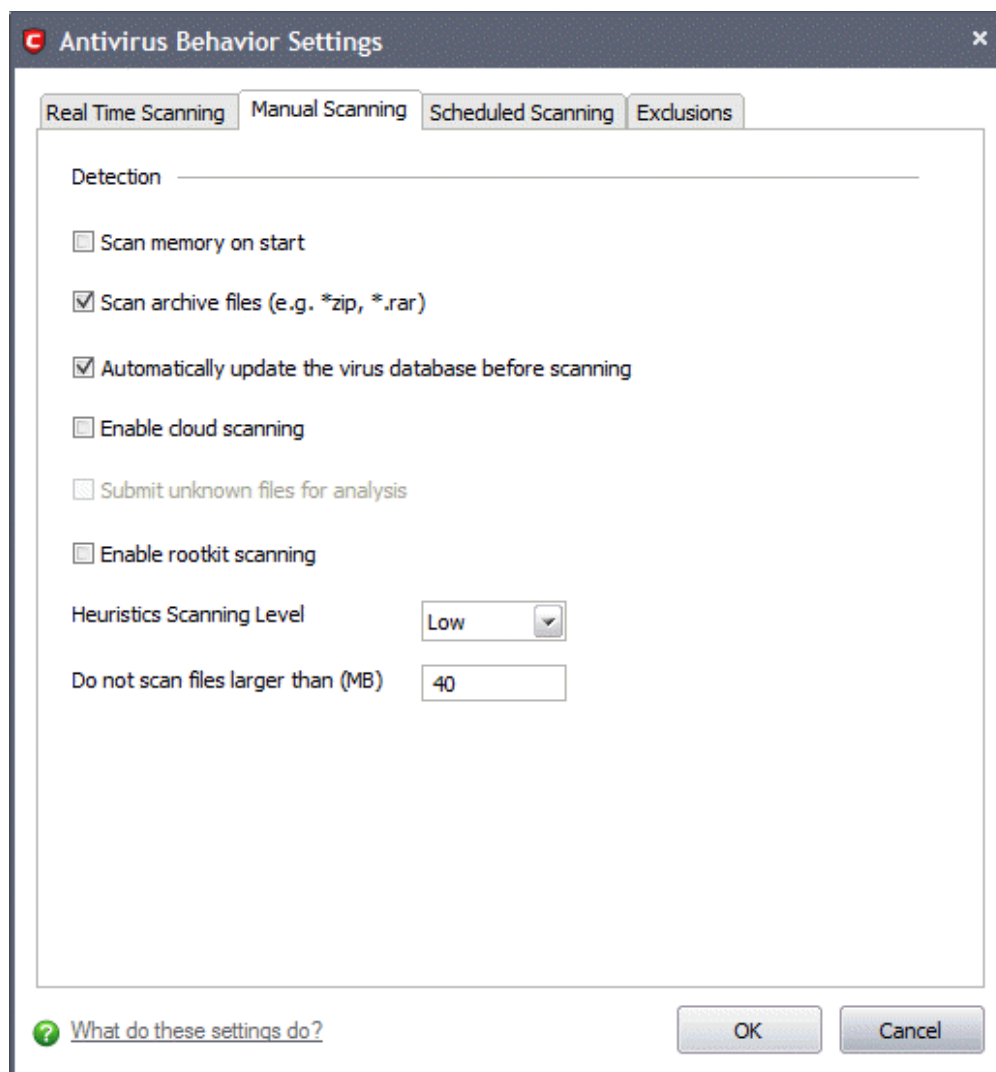 Antivirus Behavior Settings
Real Time Scanning
Manual Scanning
Scheduled Scanning
Exclusions
Detection
Scan memory on start
Scan archive files (e.g. *zip, *.rar)
Automatically update the virus database before scanning
Enable cloud scanning
Submit unknown files for analysis
Enable rootkit scanning
Heuristics Scanning Level
Low
Do not scan files larger than (MB)
40
What do these settings do?
OK
Cancel